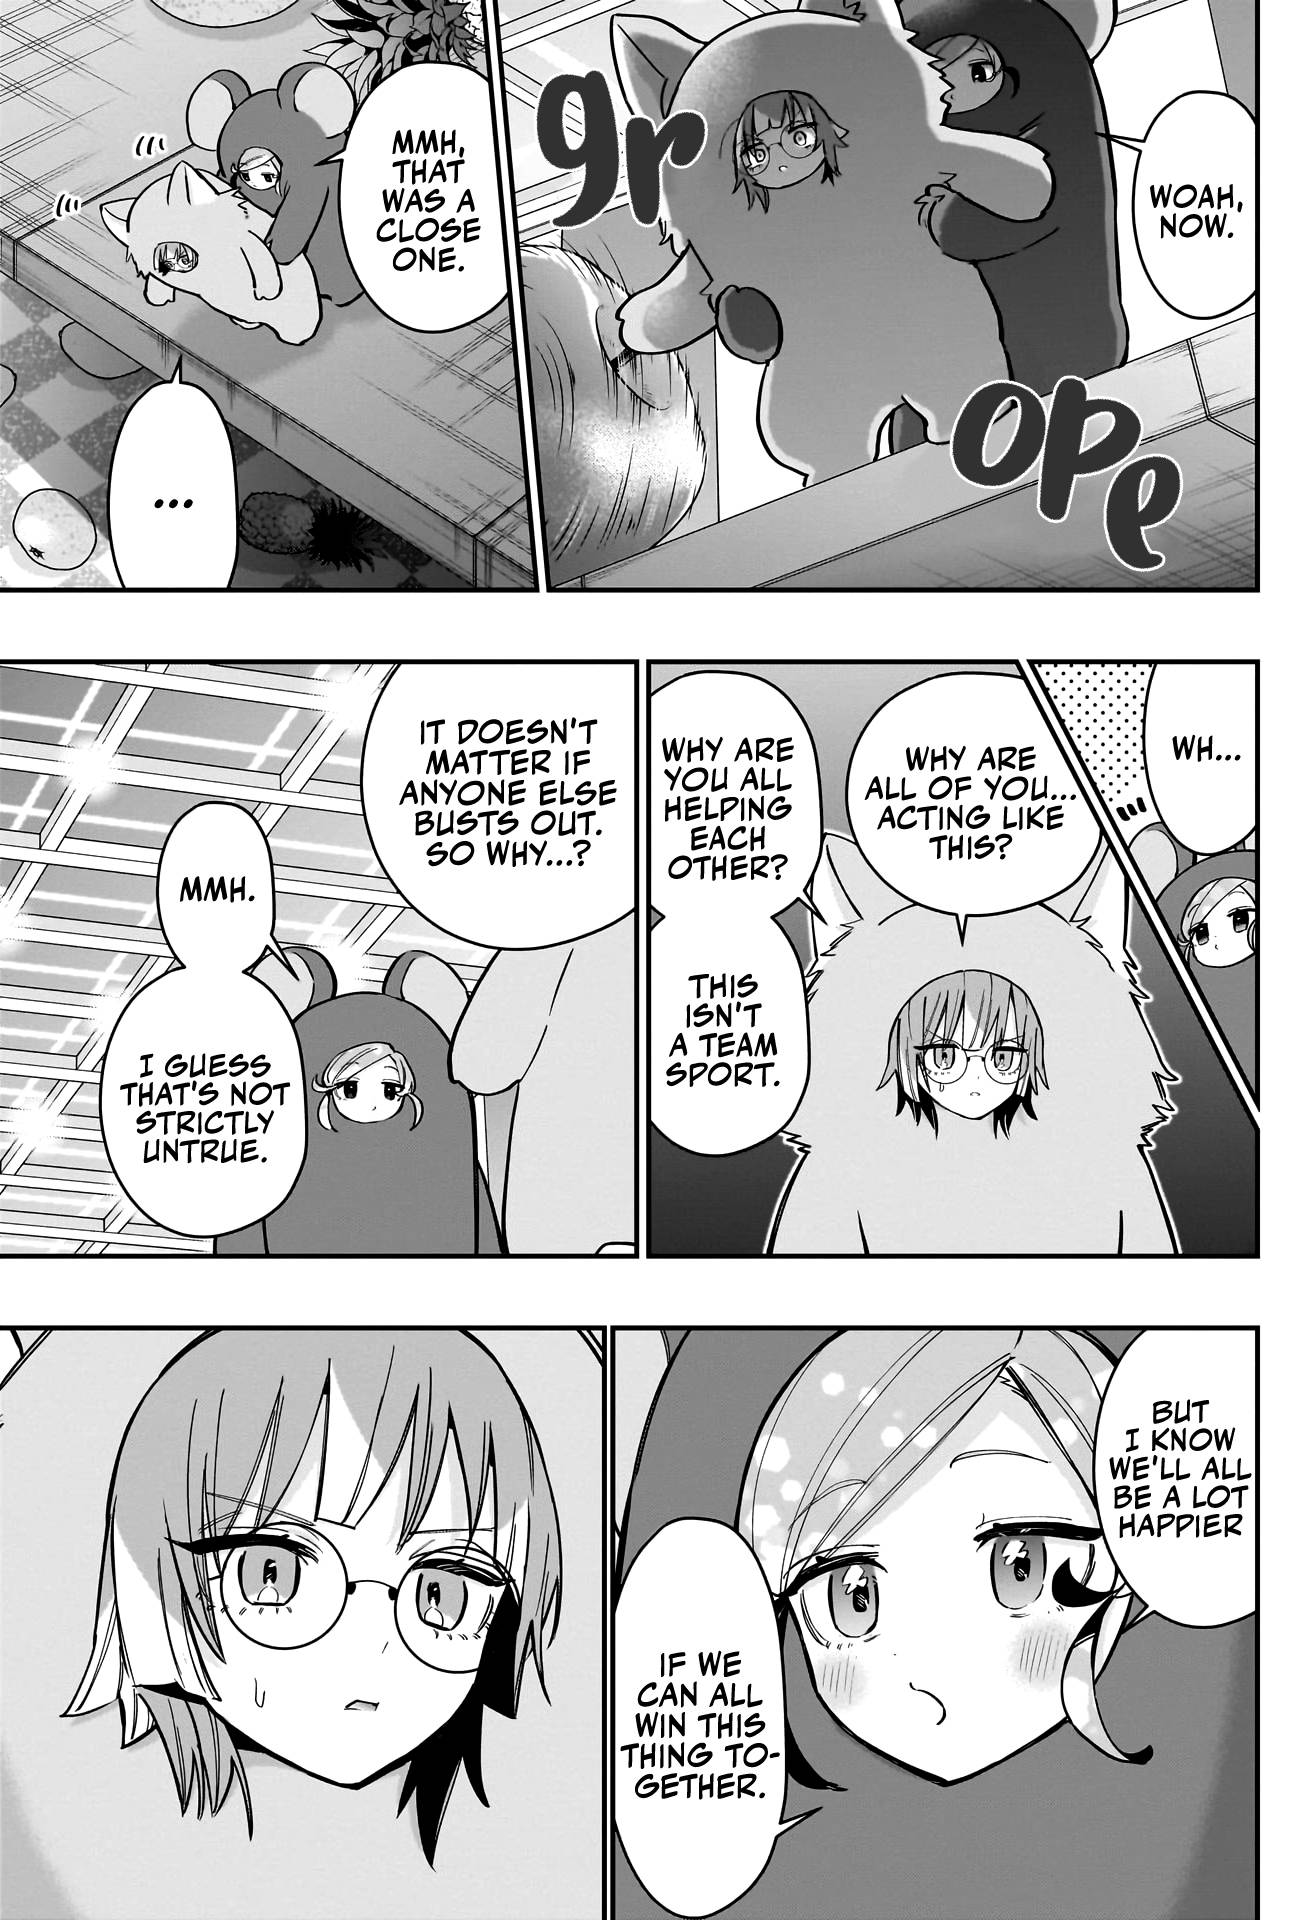 WOAH,
NOW.
gr
ope
MMH,
THAT
WAS A
CLOSE
ONE.
...
WH...
WHY ARE
ALL OF YOU...
ACTING LIKE
THIS?
WHY ARE
YOU ALL
HELPING
EACH
OTHER?
THIS
ISN'T
A TEAM
SPORT.
IT DOESN'T
MATTER IF
ANYONE ELSE
BUSTS OUT.
SO WHY...?
MMH.
I GUESS
THAT'S NOT
STRICTLY
UNTRUE.
BUT
I KNOW
WE'LL ALL
BE A LOT
HAPPIER
IF WE
CAN ALL
WIN THIS
THING TO-
GETHER.